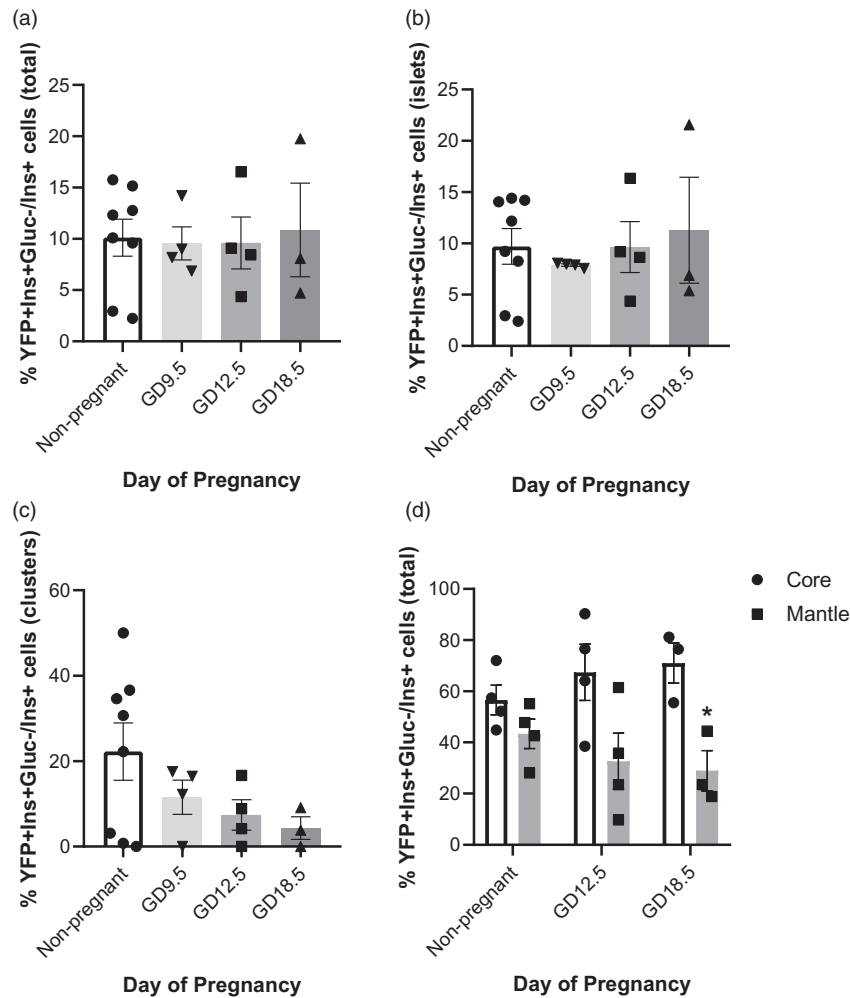 (a)
% YFP+Ins+Gluc-/Ins+ cells (total)
25
20
15
10
5
0
Non-pregnant
GD9.5
GD12.5
GD18.5
Day of Pregnancy
(b)
% YFP+Ins+Gluc-/Ins+ cells (islets)
25
20
15
10
5
0
Non-pregnant
GD9.5
GD12.5
GD18.5
Day of Pregnancy
(c)
% YFP+Ins+Gluc-/Ins+ cells (clusters)
60
40
20
0
Non-pregnant
GD9.5
GD12.5
GD18.5
Day of Pregnancy
(d)
% YFP+Ins+Gluc-/Ins+ cells (total)
100
80
60
40
20
0
*
Non-pregnant
GD12.5
GD18.5
Day of Pregnancy
Core
Mantle